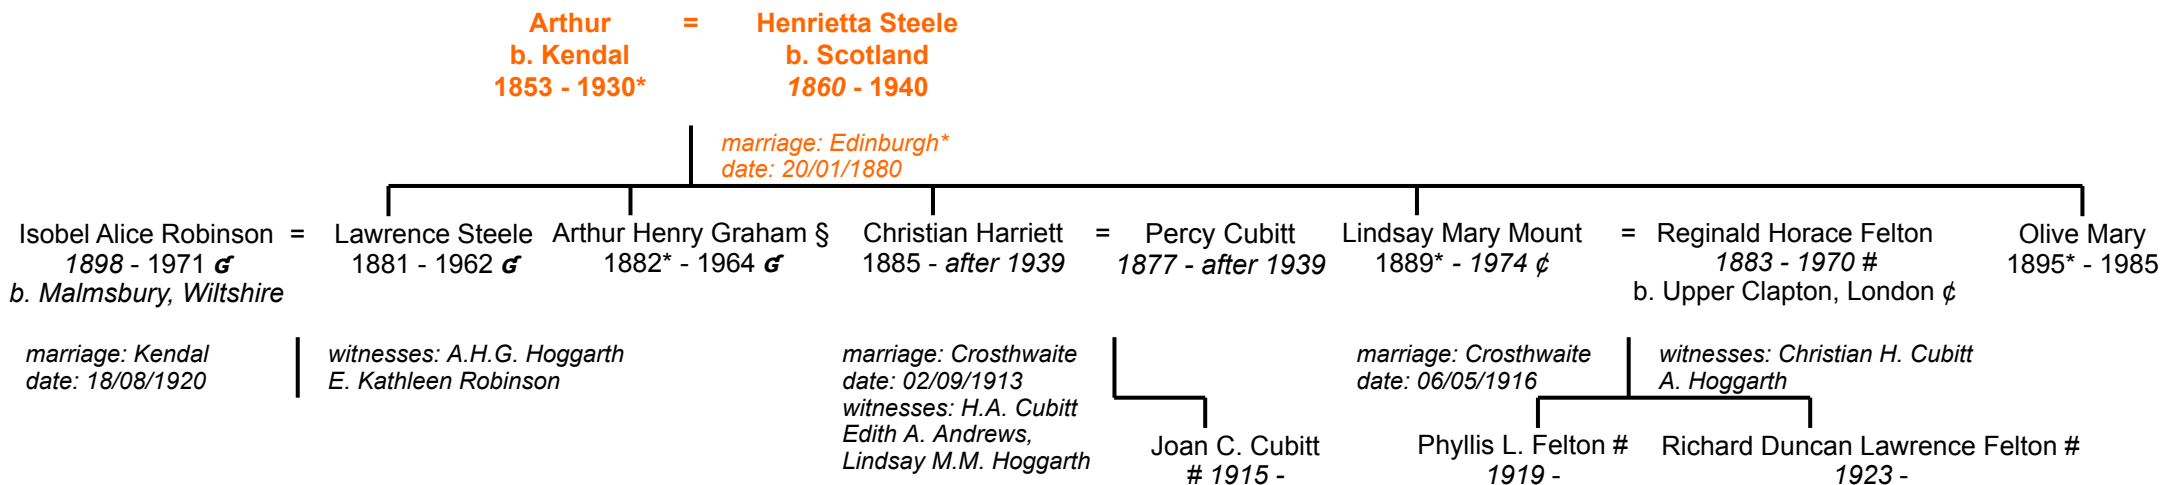 Arthur = Henrietta Steele
b. Kendal b. Scotland
1853 - 1930* 1860 - 1940
marriage: Edinburgh*
date: 20/01/1880
Isobel Alice Robinson = Lawrence Steele Arthur Henry Graham § Christian Harriett = Percy Cubitt Lindsay Mary Mount = Reginald Horace Felton Olive Mary
1898 - 1971 1881 - 1962 1882* - 1964 1885 - after 1939 1877 - after 1939 1889* - 1974 ¢ 1883 - 1970 # 1895* - 1985
b. Malmsbury, Wiltshire b. Upper Clapton, London ¢
marriage: Kendal witnesses: A.H.G. Hoggarth marriage: Crosthwaite marriage: Crosthwaite witnesses: Christian H. Cubitt
date: 18/08/1920 E. Kathleen Robinson date: 02/09/1913 date: 06/05/1916 A. Hoggarth
witnesses: H.A. Cubitt
Edith A. Andrews,
Lindsay M.M. Hoggarth
Joan C. Cubitt Phyllis L. Felton # Richard Duncan Lawrence Felton #
# 1915 - 1919 - 1923 -